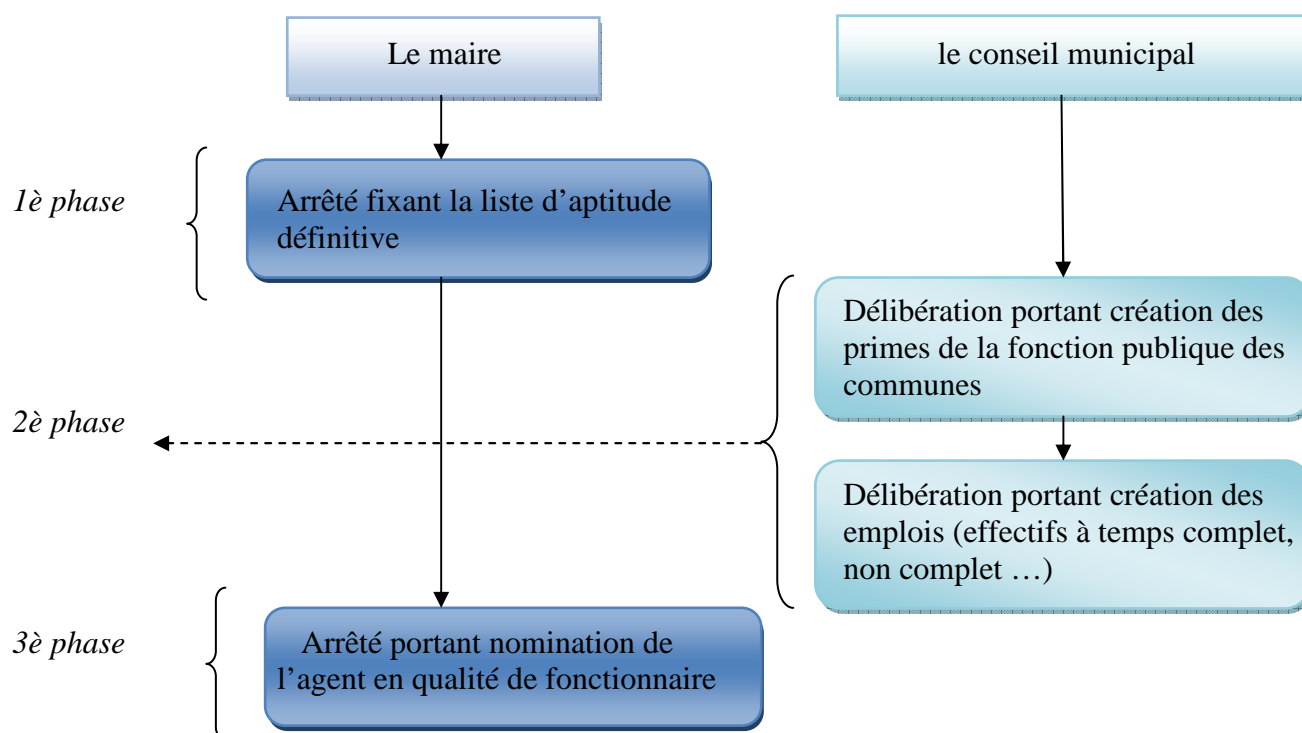 Le maire
le conseil municipal
1è phase
Arrêté fixant la liste d’aptitude
définitive
Délibération portant création des
primes de la fonction publique des
communes
2è phase
Délibération portant création des
emplois (effectifs à temps complet,
non complet …)
3è phase
Arrêté portant nomination de
l’agent en qualité de fonctionnaire